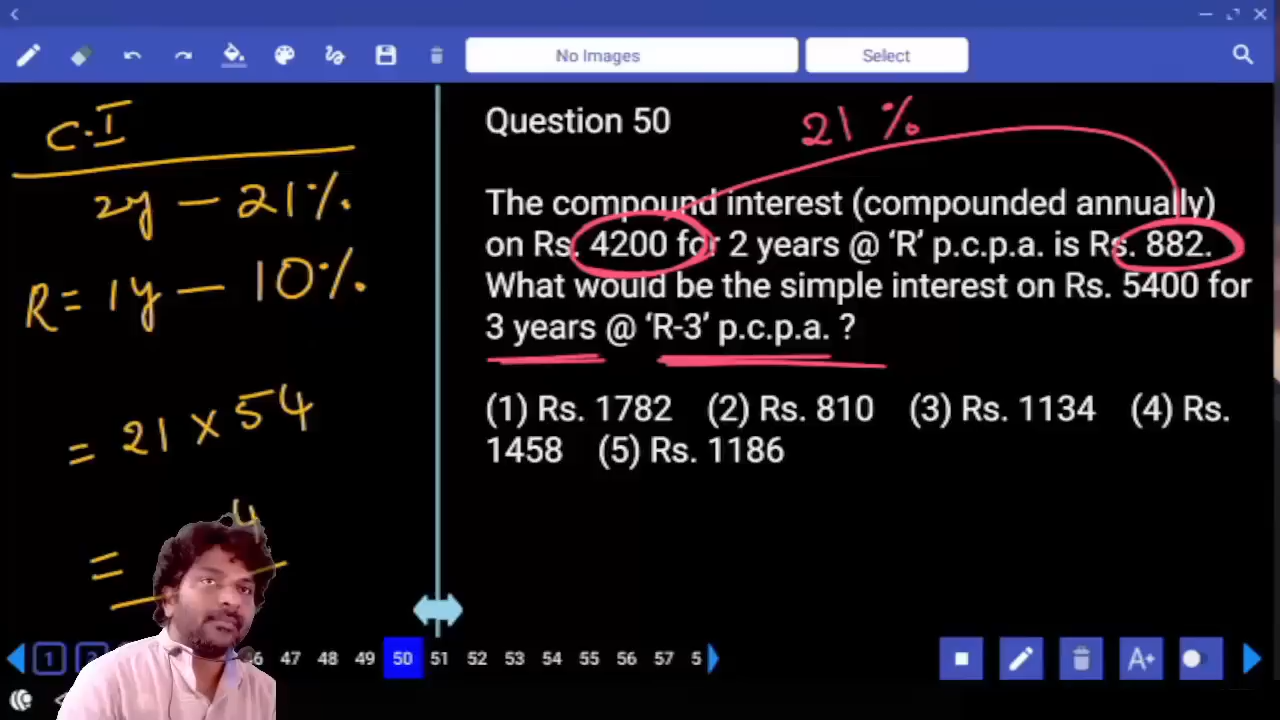 No Images
Select
C.I
2y - 21%.
R = 1y - 10%.
= 21 x 54
= 4
Question 50
21 %
The compound interest (compounded annually)
on Rs. 4200 for 2 years @ ‘R’ p.c.p.a. is Rs. 882.
What would be the simple interest on Rs. 5400 for
3 years @ ‘R-3’ p.c.p.a. ?
(1) Rs. 1782 (2) Rs. 810 (3) Rs. 1134 (4) Rs.
1458 (5) Rs. 1186
1 47 48 49 50 51 52 53 54 55 56 57 5
A+